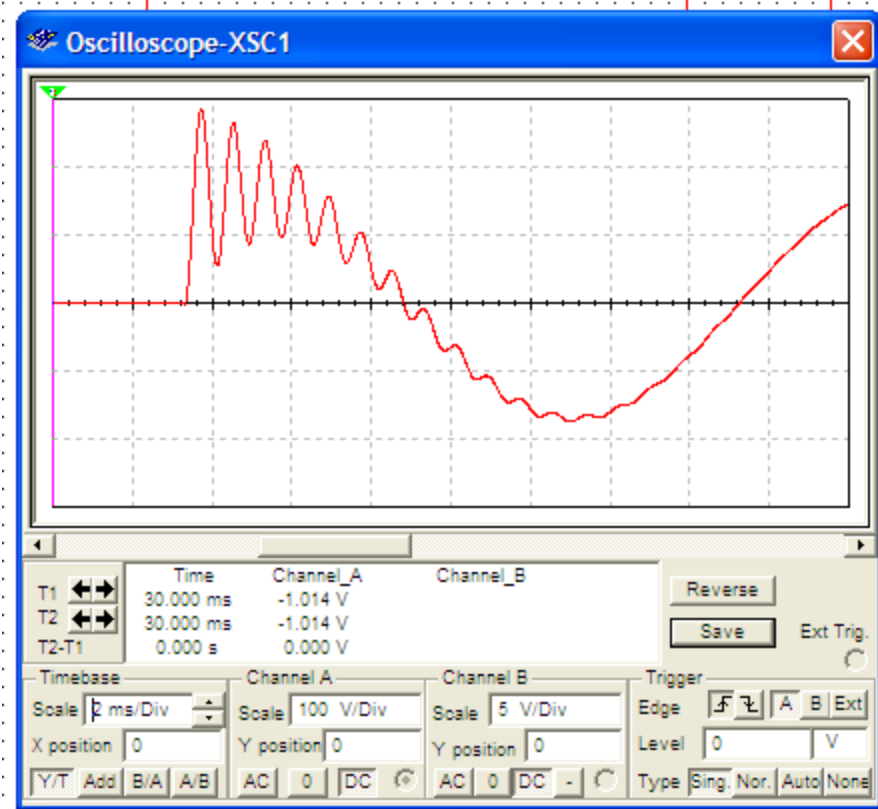 Oscilloscope-XSC1
Time Channel_A Channel_B
T1 30.000 ms -1.014 V
T2 30.000 ms -1.014 V
T2-T1 0.000 s 0.000 V
Reverse
Save
Ext Trig.
Timebase
Scale 2 ms/Div
X position 0
Y/T Add B/A A/B
Channel A
Scale 100 V/Div
Y position 0
AC 0 DC
Channel B
Scale 5 V/Div
Y position 0
AC 0 DC -
Trigger
Edge A B Ext
Level 0 V
Type Sing. Nor. Auto None